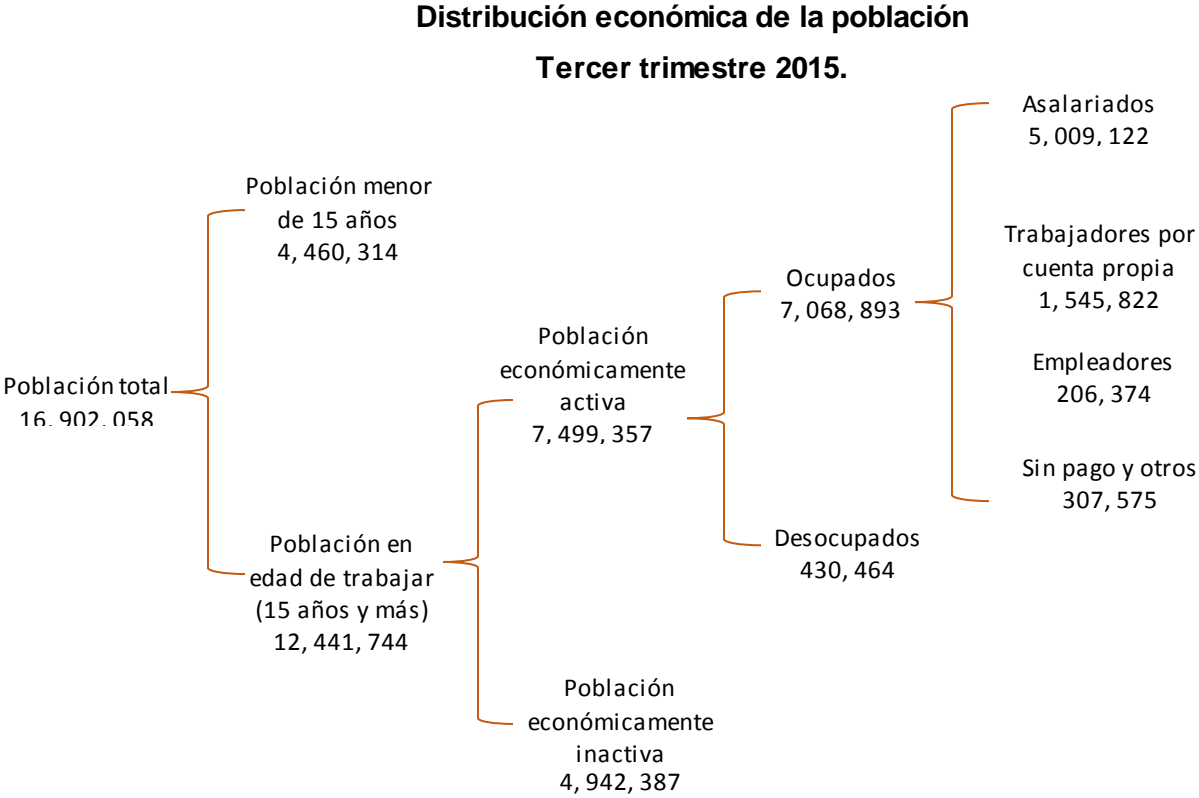 Distribución económica de la población
Tercer trimestre 2015.
Asalariados
5, 009, 122
Población menor
de 15 años
4, 460, 314
Trabajadores por
cuenta propia
1, 545, 822
Ocupados
7, 068, 893
Población
económicamente
activa
7, 499, 357
Empleadores
206, 374
Población total
16, 902, 058
Sin pago y otros
307, 575
Desocupados
430, 464
Población en
edad de trabajar
(15 años y más)
12, 441, 744
Población
económicamente
inactiva
4, 942, 387